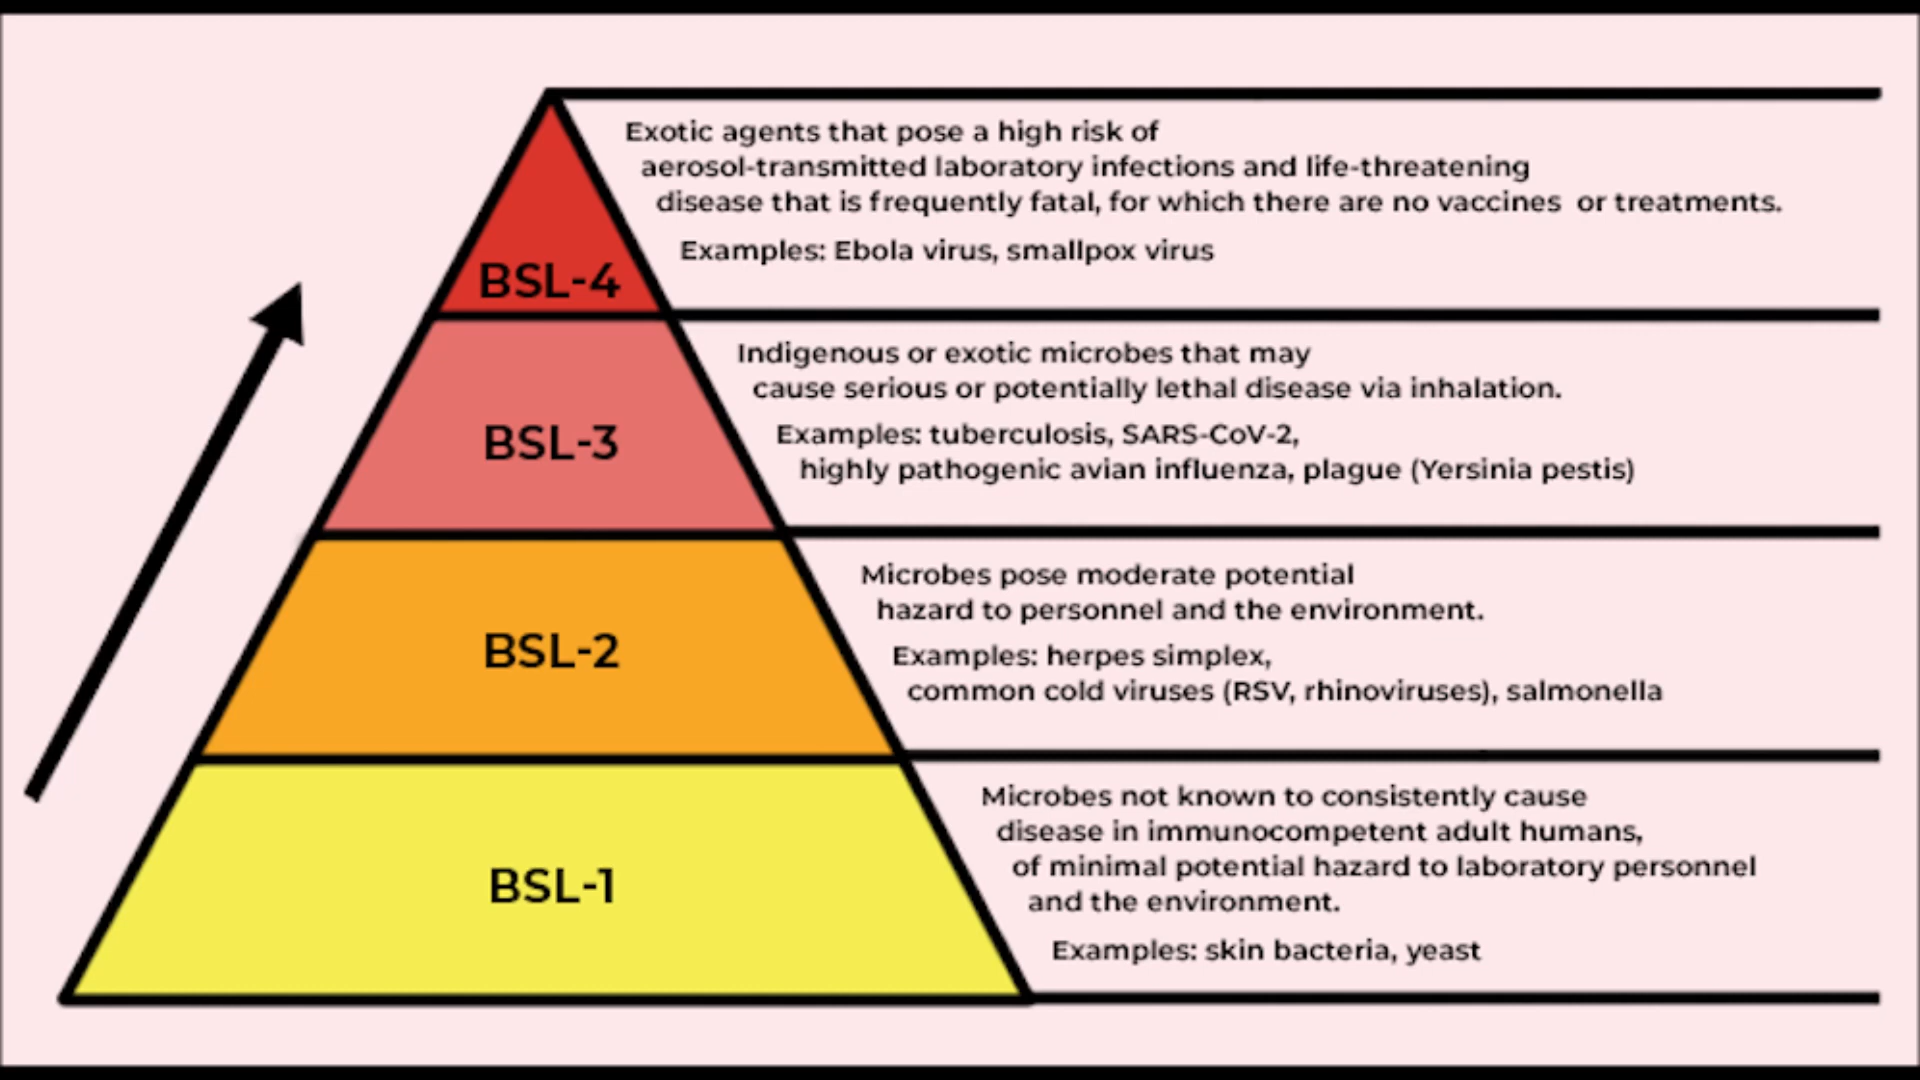 Exotic agents that pose a high risk of
aerosol-transmitted laboratory infections and life-threatening
disease that is frequently fatal, for which there are no vaccines or treatments.
Examples: Ebola virus, smallpox virus
BSL-4
Indigenous or exotic microbes that may
cause serious or potentially lethal disease via inhalation.
Examples: tuberculosis, SARS-CoV-2,
highly pathogenic avian influenza, plague (Yersinia pestis)
BSL-3
Microbes pose moderate potential
hazard to personnel and the environment.
Examples: herpes simplex,
common cold viruses (RSV, rhinoviruses), salmonella
BSL-2
Microbes not known to consistently cause
disease in immunocompetent adult humans,
of minimal potential hazard to laboratory personnel
and the environment.
Examples: skin bacteria, yeast
BSL-1